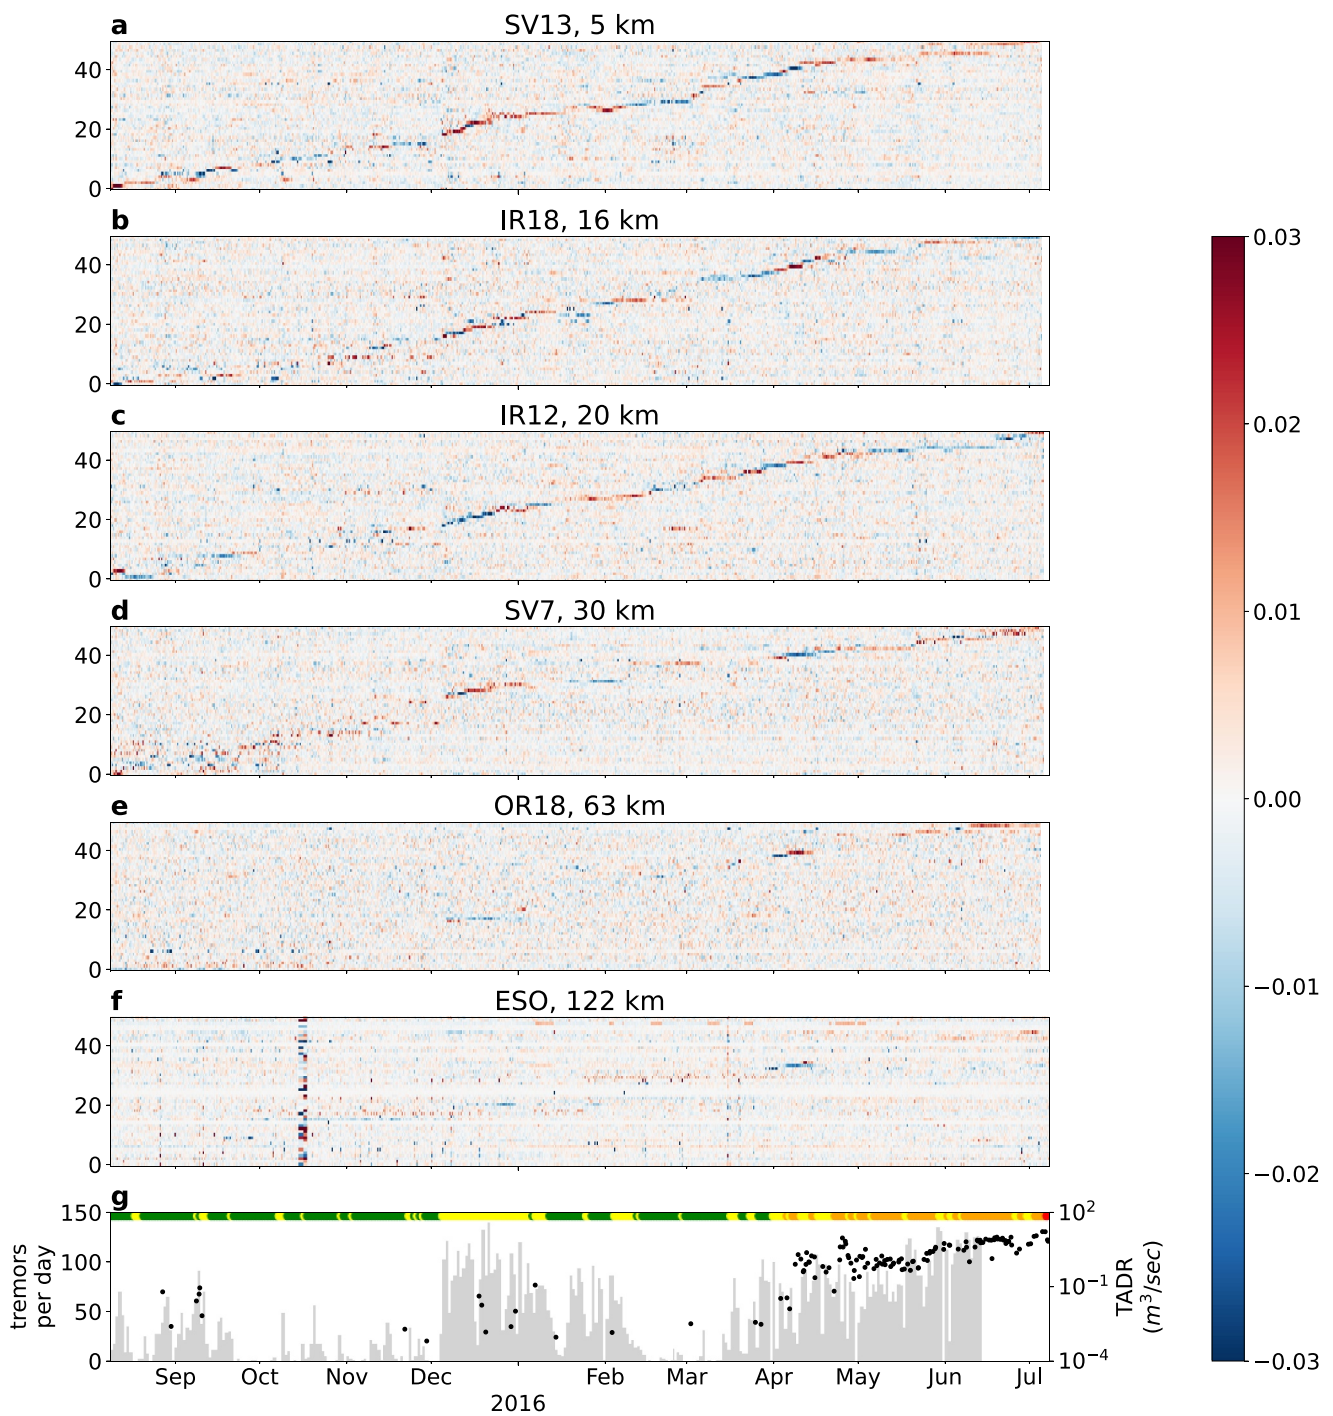 a
SV13, 5 km
40
20
0
b
IR18, 16 km
40
20
0
c
IR12, 20 km
40
20
0
d
SV7, 30 km
40
20
0
e
OR18, 63 km
40
20
0
f
ESO, 122 km
40
20
0
g
150
100
50
0
tremors
per day
10²
10⁻¹
10⁻⁴
TADR
(m³/sec)
Sep Oct Nov Dec Feb Mar Apr May Jun Jul
2016
0.03
0.02
0.01
0.00
−0.01
−0.02
−0.03